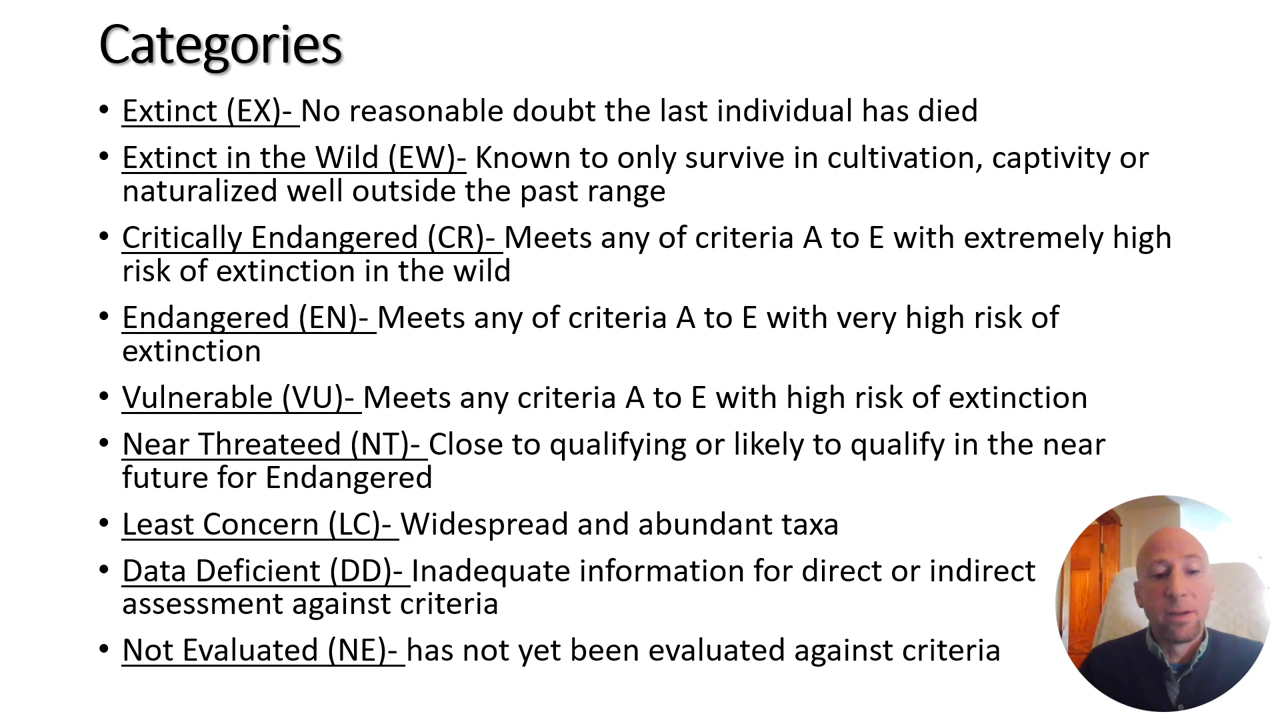 Categories
• Extinct (EX)- No reasonable doubt the last individual has died
• Extinct in the Wild (EW)- Known to only survive in cultivation, captivity or
naturalized well outside the past range
• Critically Endangered (CR)- Meets any of criteria A to E with extremely high
risk of extinction in the wild
• Endangered (EN)- Meets any of criteria A to E with very high risk of
extinction
• Vulnerable (VU)- Meets any criteria A to E with high risk of extinction
• Near Threateed (NT)- Close to qualifying or likely to qualify in the near
future for Endangered
• Least Concern (LC)- Widespread and abundant taxa
• Data Deficient (DD)- Inadequate information for direct or indirect
assessment against criteria
• Not Evaluated (NE)- has not yet been evaluated against criteria